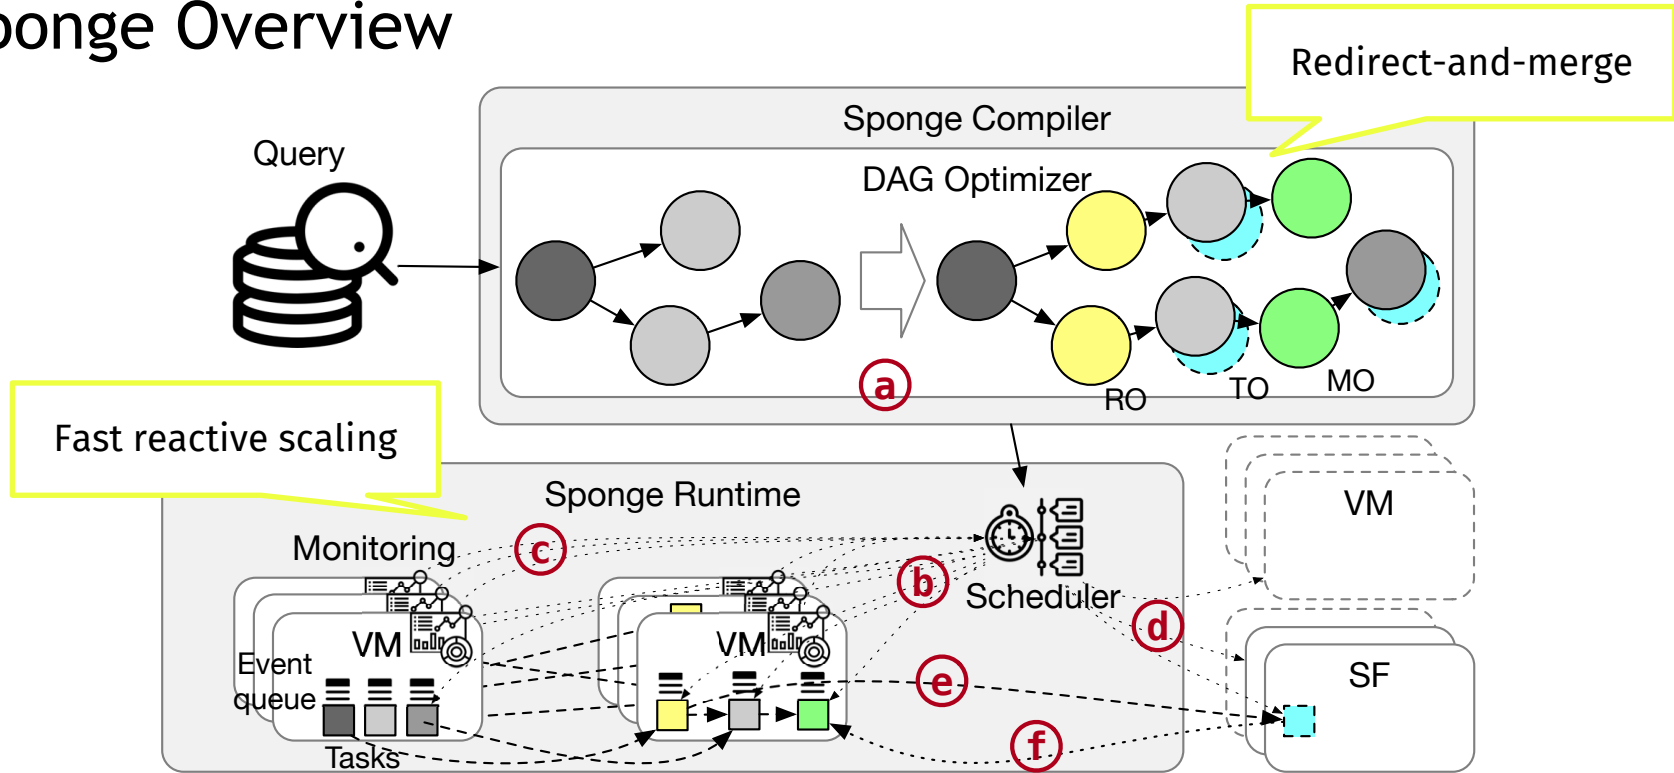 ponge Overview
Redirect-and-merge
Sponge Compiler
Query
DAG Optimizer
a
RO
TO
MO
Fast reactive scaling
Sponge Runtime
VM
Monitoring
c
b
Scheduler
d
VM
VM
Event
queue
e
SF
Tasks
f